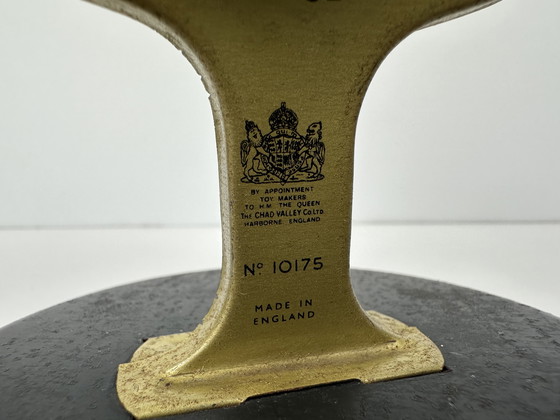 BY APPOINTMENT
TOY MAKERS
TO H.M. THE QUEEN
THE CHAD VALLEY CO. LTD.
HARBORNE, ENGLAND
Nº 10175
MADE IN
ENGLAND